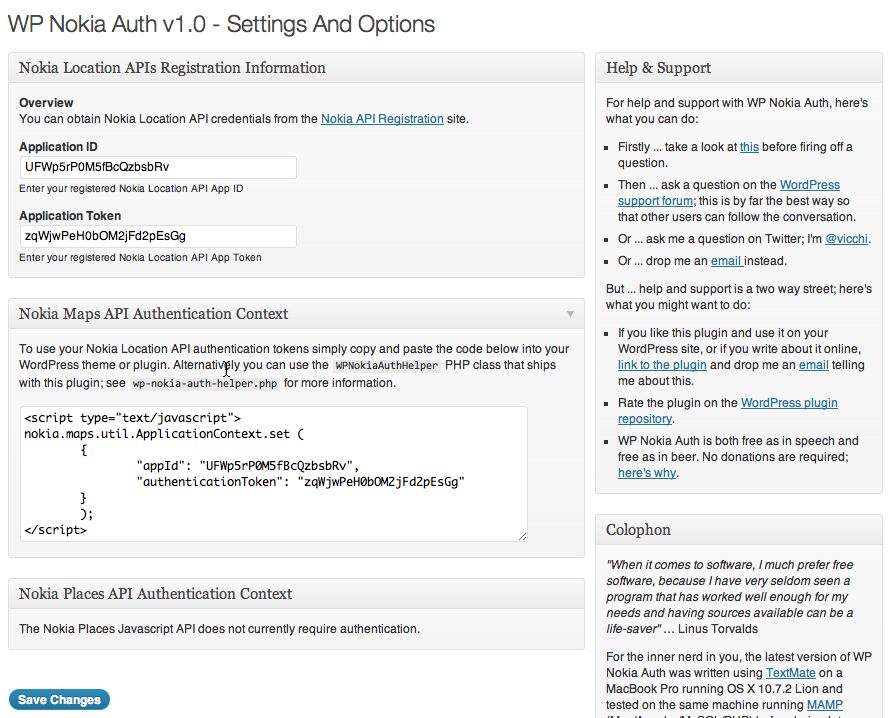 WP Nokia Auth v1.0 - Settings And Options
Nokia Location APIs Registration Information
Overview
You can obtain Nokia Location API credentials from the Nokia API Registration site.
Application ID
UFWp5rP0M5fBcQzbsbRv
Enter your registered Nokia Location API App ID
Application Token
zqWjwPeH0bOM2jFd2pEsGg
Enter your registered Nokia Location API App Token
Nokia Maps API Authentication Context
To use your Nokia Location API authentication tokens simply copy and paste the code below into your
WordPress theme or plugin. Alternatively you can use the WPNokiaAuthHelper PHP class that ships
with this plugin; see wp-nokia-auth-helper.php for more information.
<script type="text/javascript">
nokia.maps.util.ApplicationContext.set (
{
"appId": "UFWp5rP0M5fBcQzbsbRv",
"authenticationToken": "zqWjwPeH0bOM2jFd2pEsGg"
}
);
</script>
Nokia Places API Authentication Context
The Nokia Places Javascript API does not currently require authentication.
Save Changes
Help & Support
For help and support with WP Nokia Auth, here's
what you can do:
Firstly ... take a look at this before firing off a
question.
Then ... ask a question on the WordPress
support forum; this is by far the best way so
that other users can follow the conversation.
Or ... ask me a question on Twitter; I'm @vicchi.
Or ... drop me an email instead.
But ... help and support is a two way street; here's
what you might want to do:
If you like this plugin and use it on your
WordPress site, or if you write about it online,
link to the plugin and drop me an email telling
me about this.
Rate the plugin on the WordPress plugin
repository.
WP Nokia Auth is both free as in speech and
free as in beer. No donations are required;
here's why.
Colophon
"When it comes to software, I much prefer free
software, because I have very seldom seen a
program that has worked well enough for my
needs and having sources available can be a
life-saver" … Linus Torvalds
For the inner nerd in you, the latest version of WP
Nokia Auth was written using TextMate on a
MacBook Pro running OS X 10.7.2 Lion and
tested on the same machine running MAMP